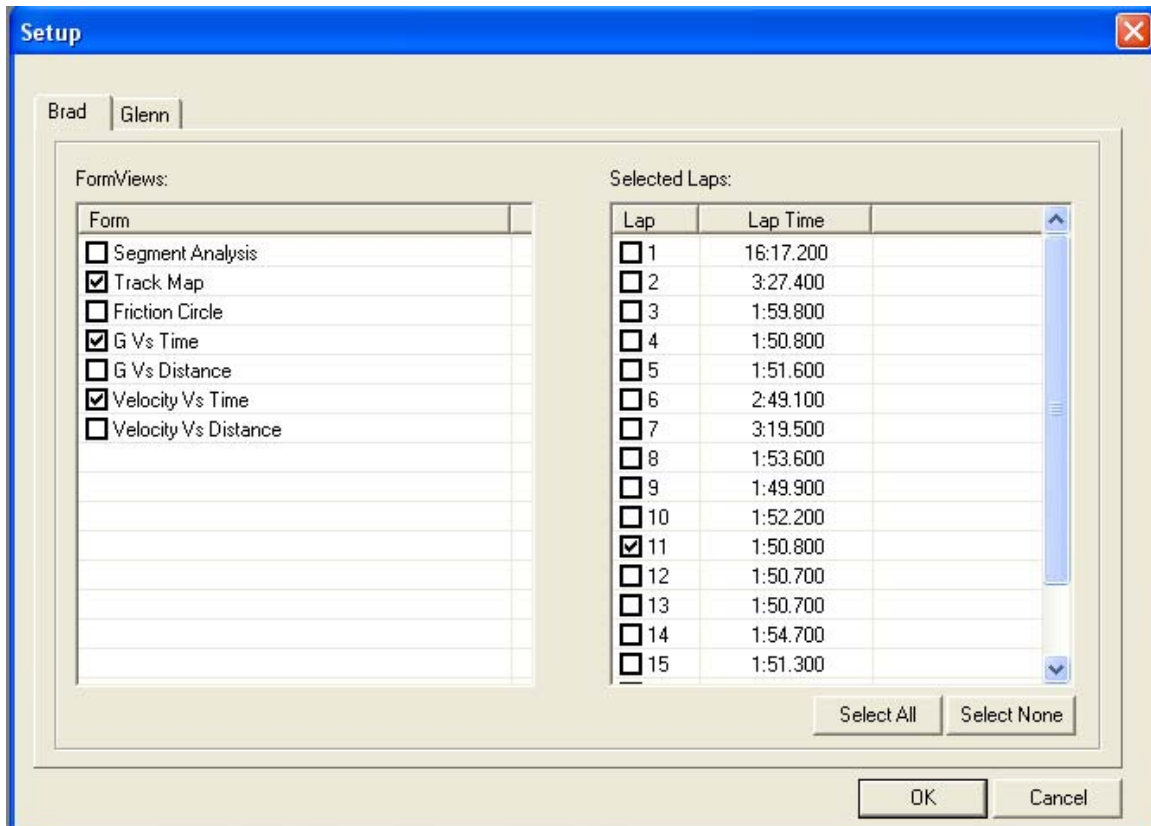 Setup
Brad Glenn
FormViews:
Form
Segment Analysis
Track Map
Friction Circle
G Vs Time
G Vs Distance
Velocity Vs Time
Velocity Vs Distance
Selected Laps:
Lap Lap Time
1 16:17.200
2 3:27.400
3 1:59.800
4 1:50.800
5 1:51.600
6 2:49.100
7 3:19.500
8 1:53.600
9 1:49.900
10 1:52.200
11 1:50.800
12 1:50.700
13 1:50.700
14 1:54.700
15 1:51.300
Select All Select None
OK Cancel